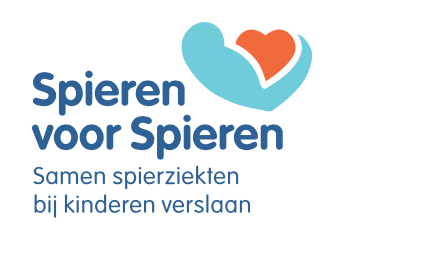 Spieren
voor Spieren
Samen spierziekten
bij kinderen verslaan